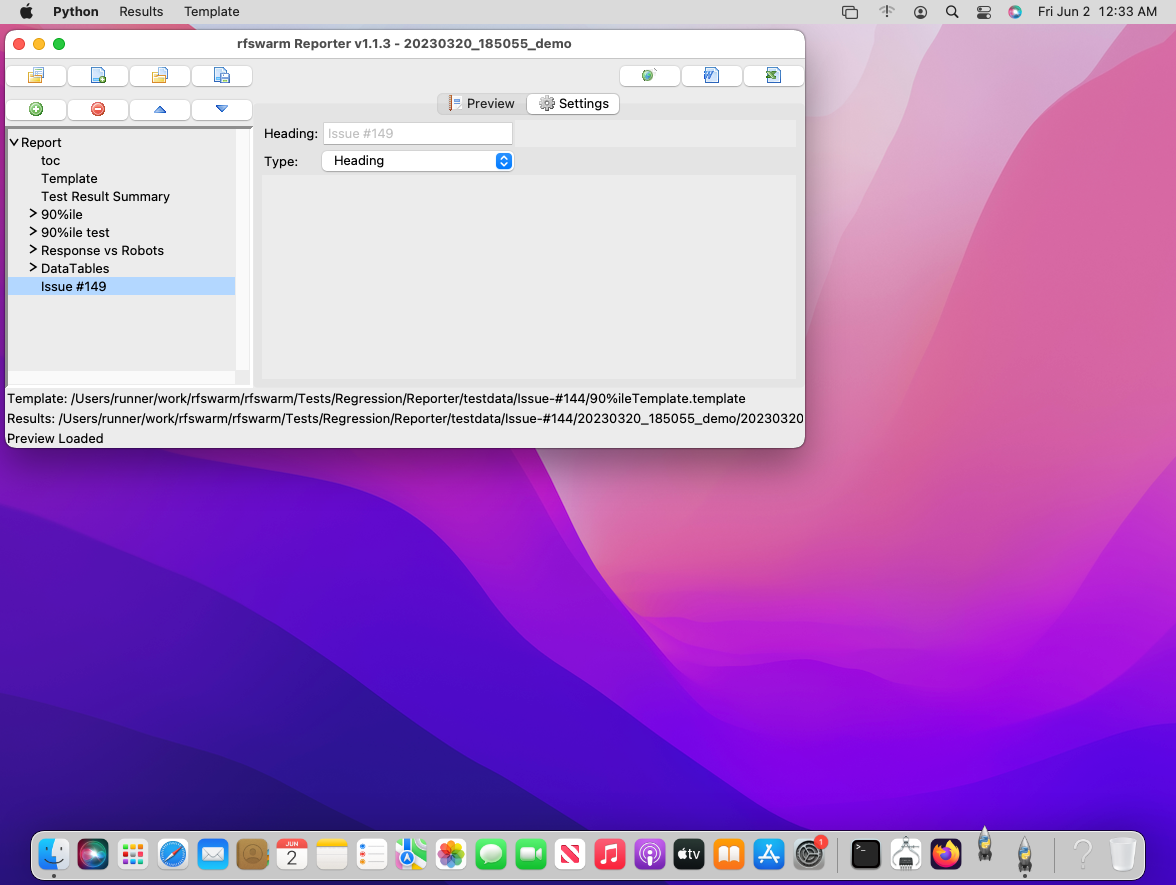 Python Results Template Fri Jun 2 12:33 AM
rfswarm Reporter v1.1.3 - 20230320_185055_demo
Preview Settings
Heading: Issue #149
Type: Heading
Report
toc
Template
Test Result Summary
90%ile
90%ile test
Response vs Robots
DataTables
Issue #149
Template: /Users/runner/work/rfswarm/rfswarm/Tests/Regression/Reporter/testdata/Issue-#144/90%ileTemplate.template
Results: /Users/runner/work/rfswarm/rfswarm/Tests/Regression/Reporter/testdata/Issue-#144/20230320_185055_demo/20230320
Preview Loaded
JUN
2
tv
1